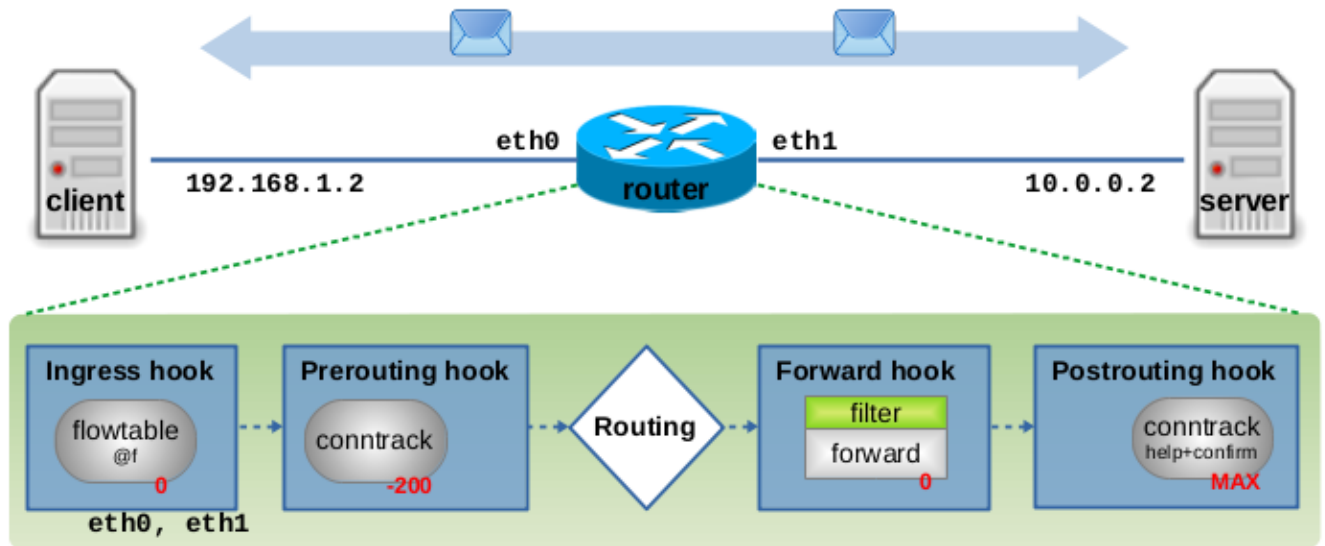 eth0
eth1
192.168.1.2
10.0.0.2
client
router
server
Ingress hook
flowtable
@f
0
eth0, eth1
Prerouting hook
conntrack
-200
Routing
Forward hook
filter
forward
0
Postrouting hook
conntrack
help+confirm
MAX